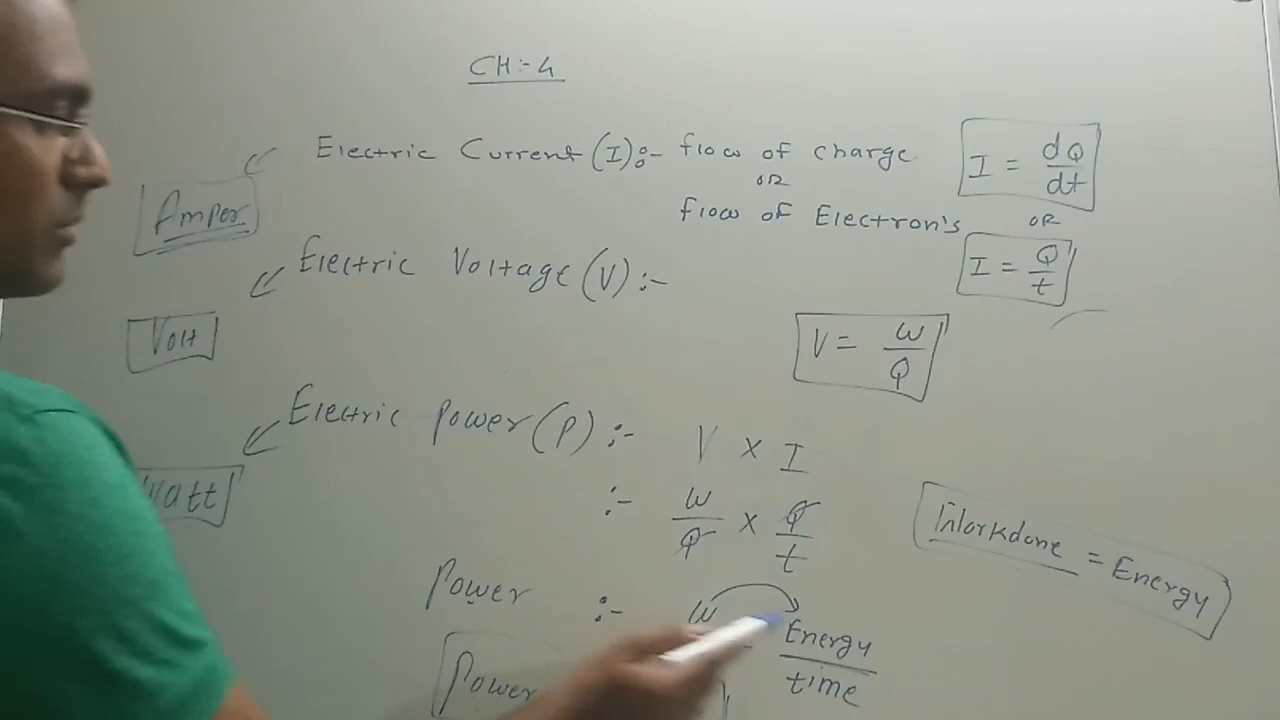 CH:- 4
Electric Current (I):- flow of charge
OR
flow of Electron's
I = dQ/dt
OR
I = Q/t
Amper
Electric Voltage (V):-
Volt
V = W/Q
Electric Power (P) :- V × I
Watt
:- W/Q × Q/t
Workdone = Energy
Power :- W
Energy/time
Power